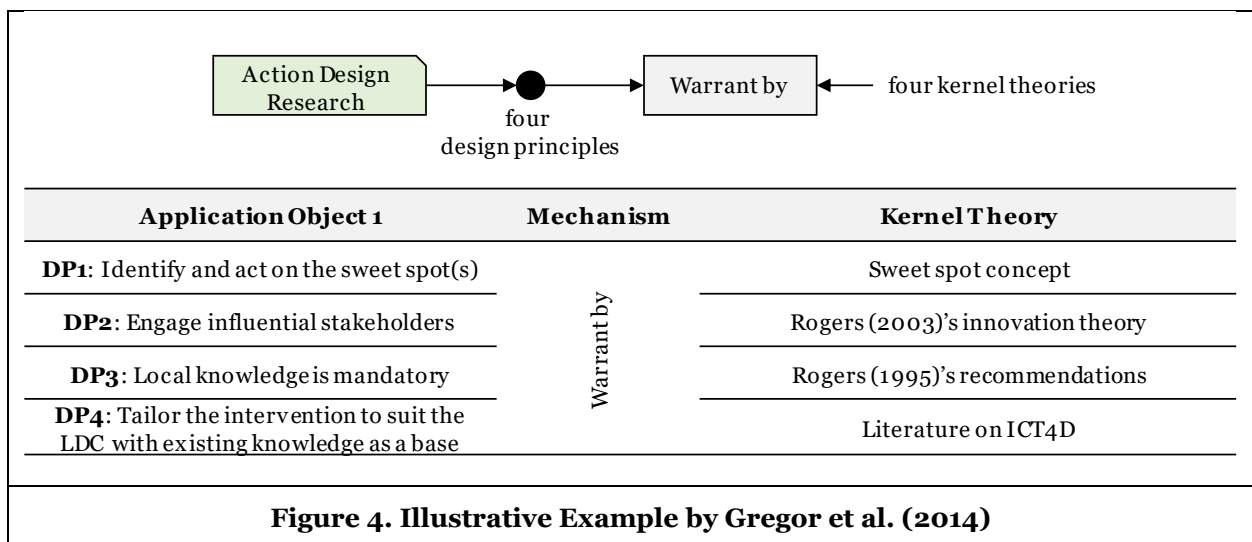 Action Design
Research
Warrant by
four kernel theories
four
design principles
Application Object 1 Mechanism Kernel Theory
DP1: Identify and act on the sweet spot(s) Sweet spot concept
DP2: Engage influential stakeholders Rogers (2003)'s innovation theory
Warrant by
DP3: Local knowledge is mandatory Rogers (1995)'s recommendations
DP4: Tailor the intervention to suit the
LDC with existing knowledge as a base
Literature on ICT4D
Figure 4. Illustrative Example by Gregor et al. (2014)